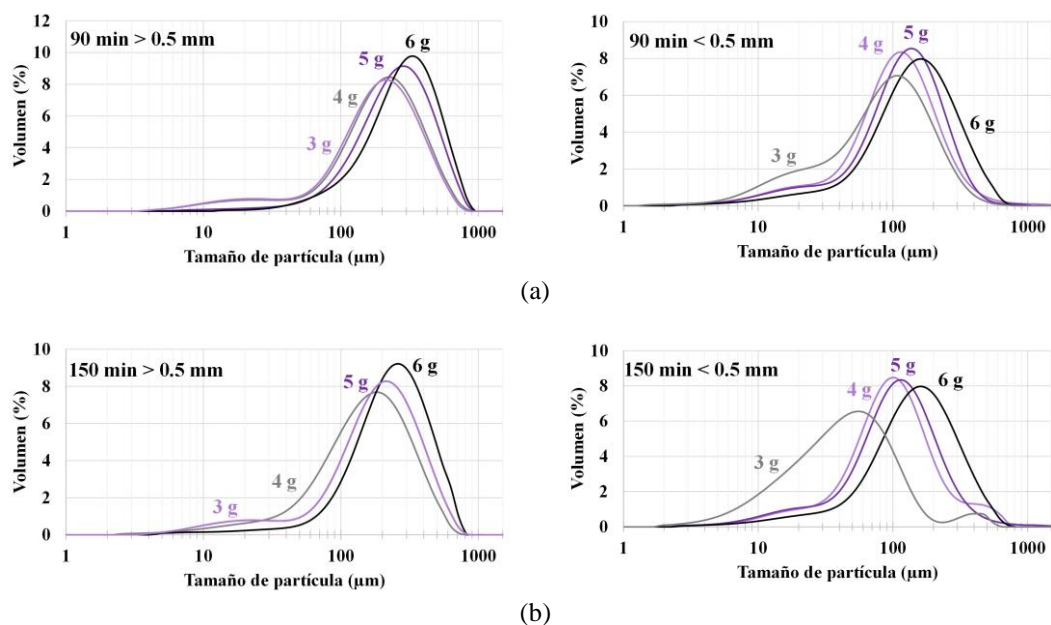 12
10
8
6
4
2
0
Volumen (%)
90 min > 0.5 mm
6 g
5 g
4 g
3 g
1
10
100
1000
Tamaño de partícula (µm)
10
8
6
4
2
0
Volumen (%)
90 min < 0.5 mm
4 g
5 g
6 g
3 g
1
10
100
1000
Tamaño de partícula (µm)
(a)
10
8
6
4
2
0
Volumen (%)
150 min > 0.5 mm
6 g
5 g
4 g
3 g
1
10
100
1000
Tamaño de partícula (µm)
10
8
6
4
2
0
Volumen (%)
150 min < 0.5 mm
5 g
4 g
6 g
3 g
1
10
100
1000
Tamaño de partícula (µm)
(b)